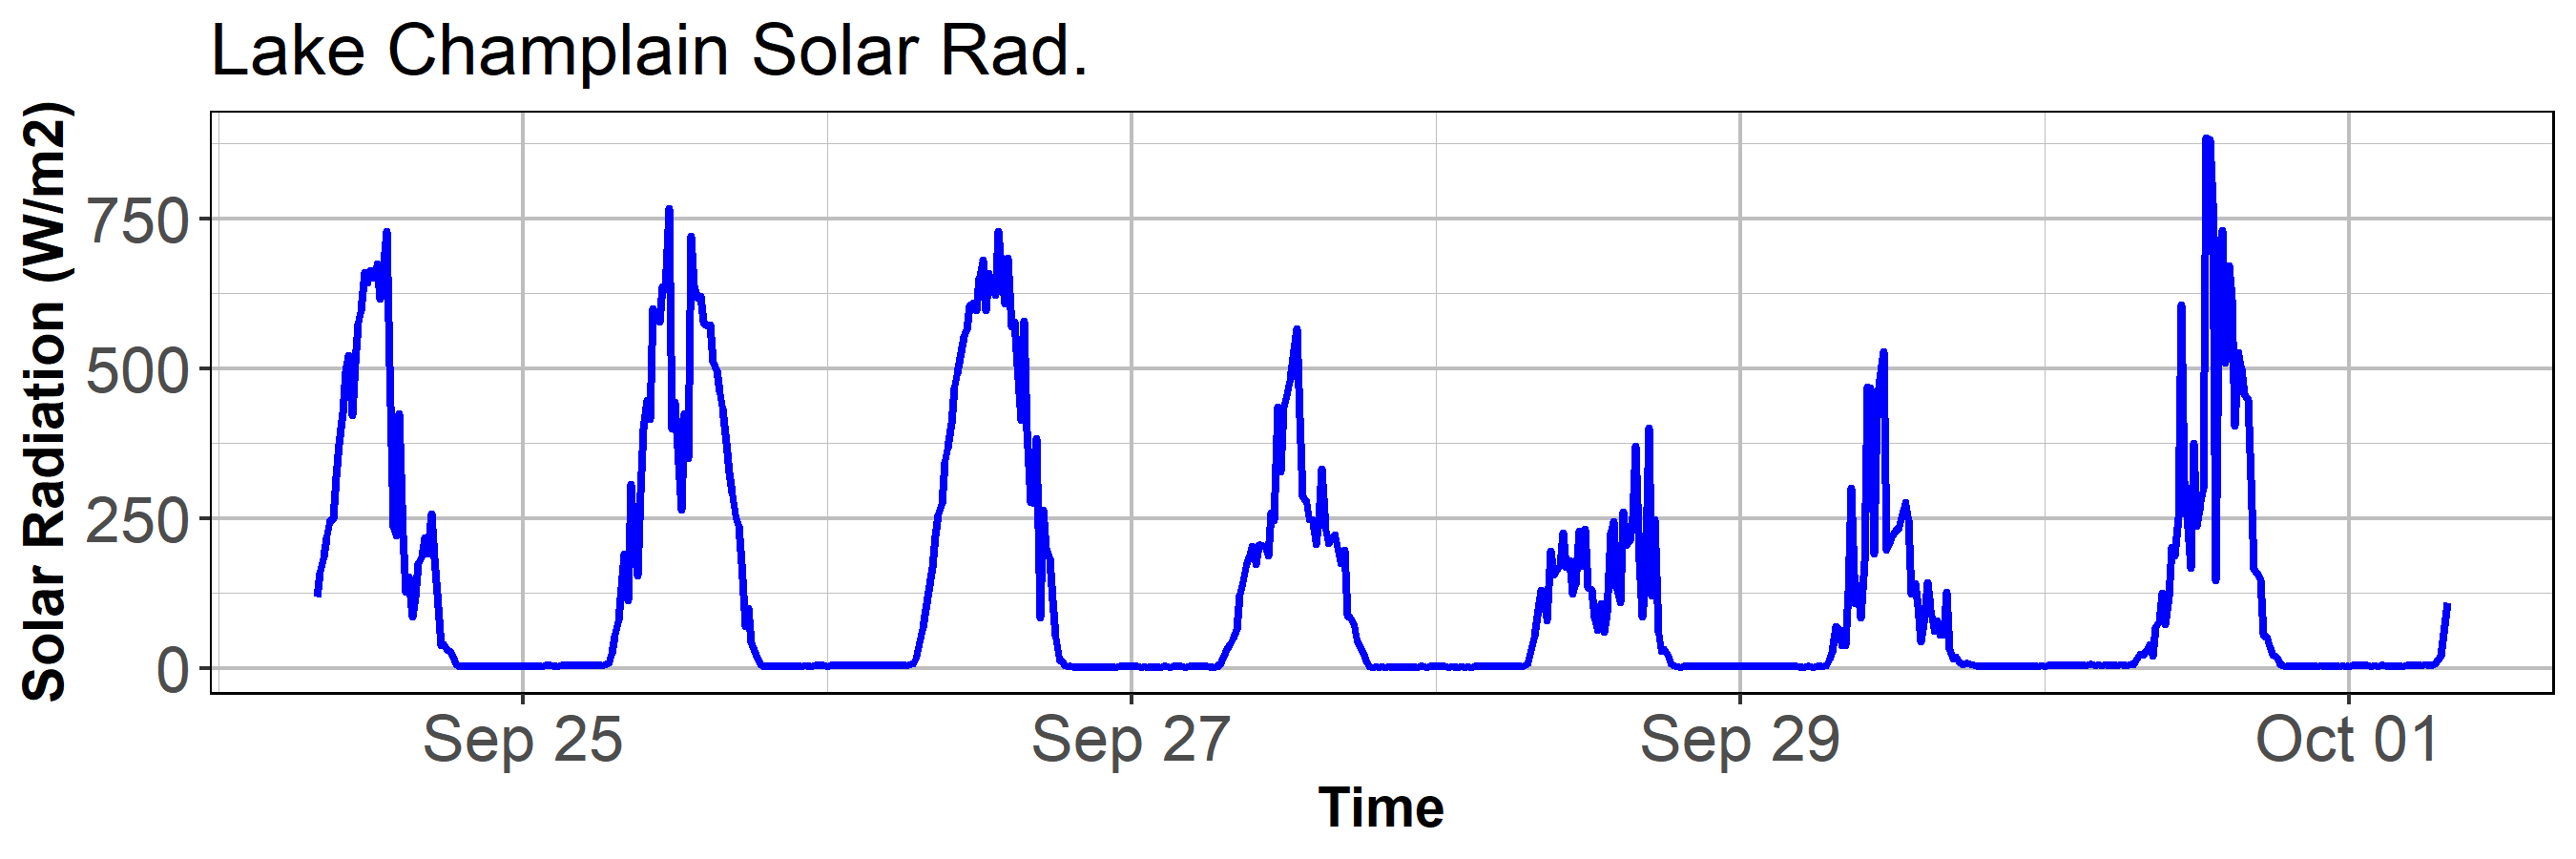 Lake Champlain Solar Rad.
Solar Radiation (W/m2)
750
500
250
0
Sep 25 Sep 27 Sep 29 Oct 01
Time